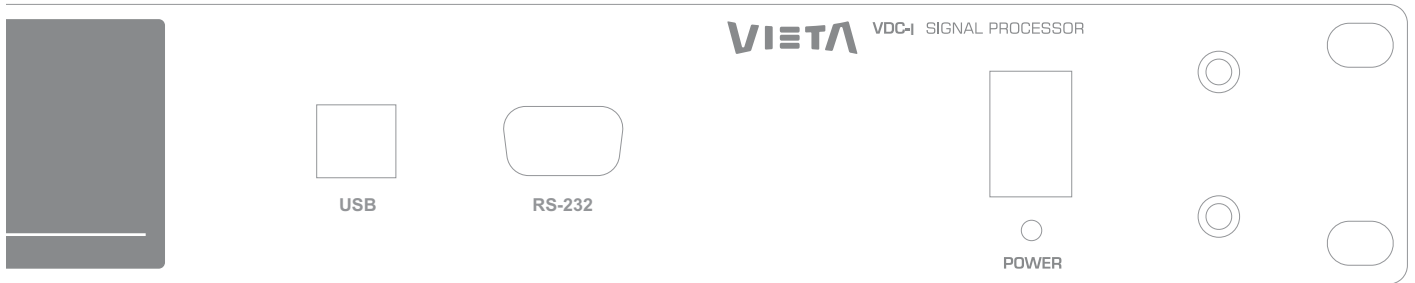 VIETA VDC-I SIGNAL PROCESSOR
USB RS-232
POWER